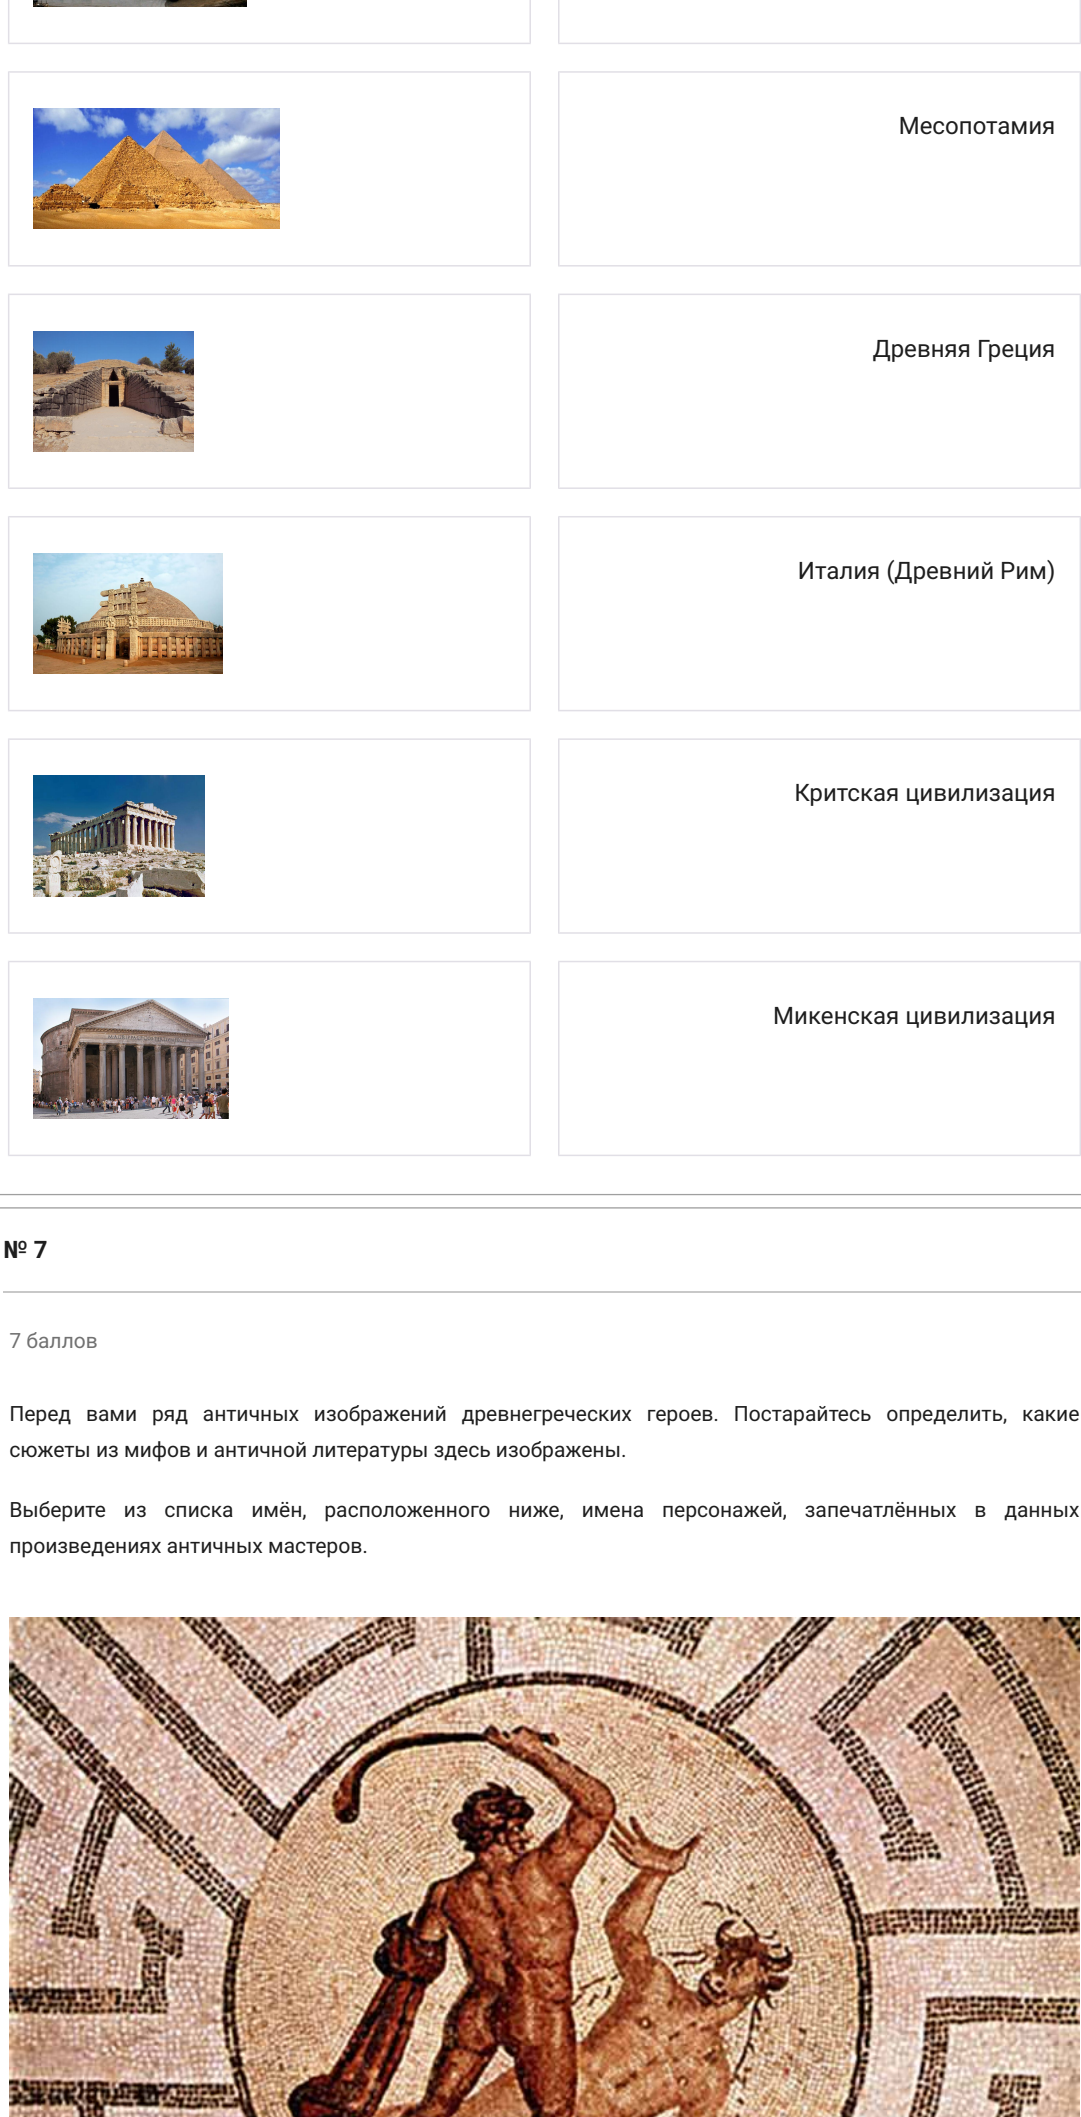 Месопотамия
Древняя Греция
Италия (Древний Рим)
Критская цивилизация
Микенская цивилизация
№ 7
7 баллов
Перед вами ряд античных изображений древнегреческих героев. Постарайтесь определить, какие
сюжеты из мифов и античной литературы здесь изображены.
Выберите из списка имён, расположенного ниже, имена персонажей, запечатлённых в данных
произведениях античных мастеров.